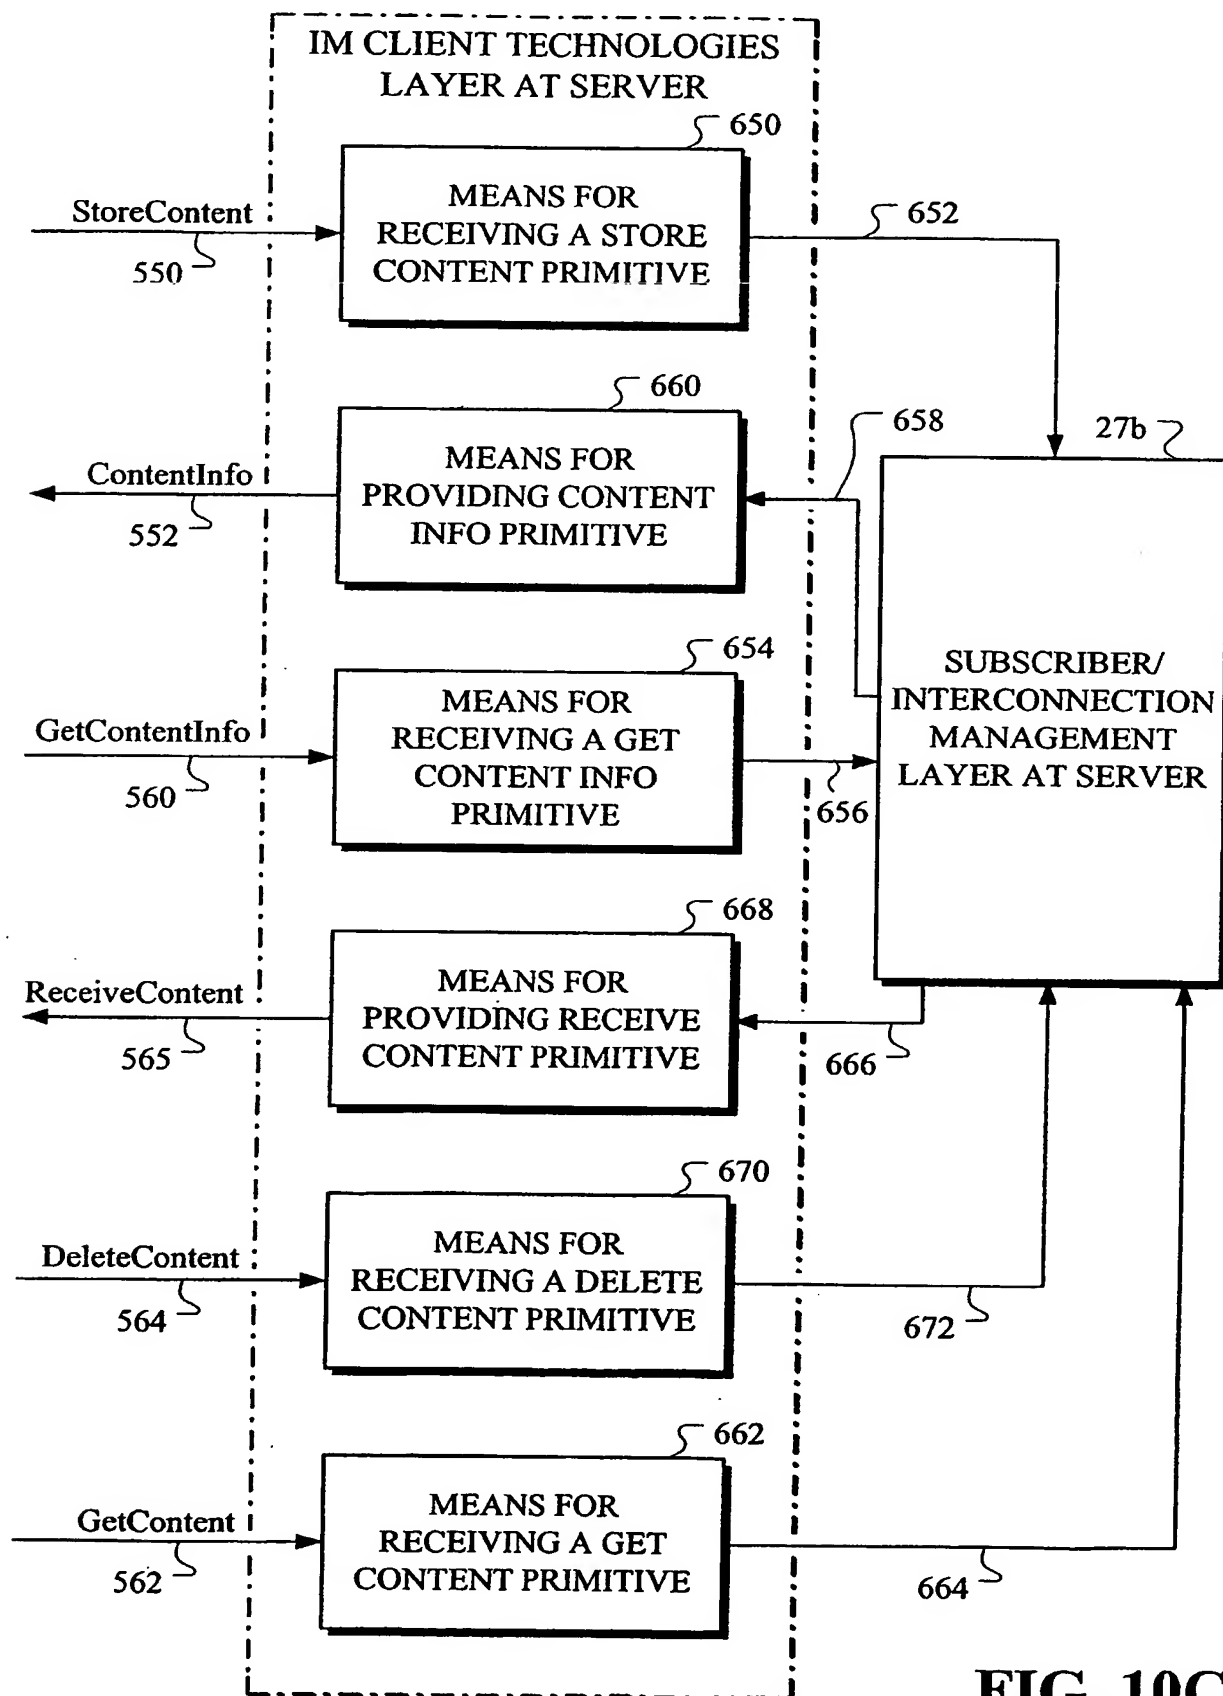 IM CLIENT TECHNOLOGIES
LAYER AT SERVER
650
MEANS FOR
RECEIVING A STORE
CONTENT PRIMITIVE
StoreContent
550
652
660
MEANS FOR
PROVIDING CONTENT
INFO PRIMITIVE
ContentInfo
552
658
27b
SUBSCRIBER/
INTERCONNECTION
MANAGEMENT
LAYER AT SERVER
654
MEANS FOR
RECEIVING A GET
CONTENT INFO
PRIMITIVE
GetContentInfo
560
656
668
MEANS FOR
PROVIDING RECEIVE
CONTENT PRIMITIVE
ReceiveContent
565
666
670
MEANS FOR
RECEIVING A DELETE
CONTENT PRIMITIVE
DeleteContent
564
672
662
MEANS FOR
RECEIVING A GET
CONTENT PRIMITIVE
GetContent
562
664
FIG. 10C